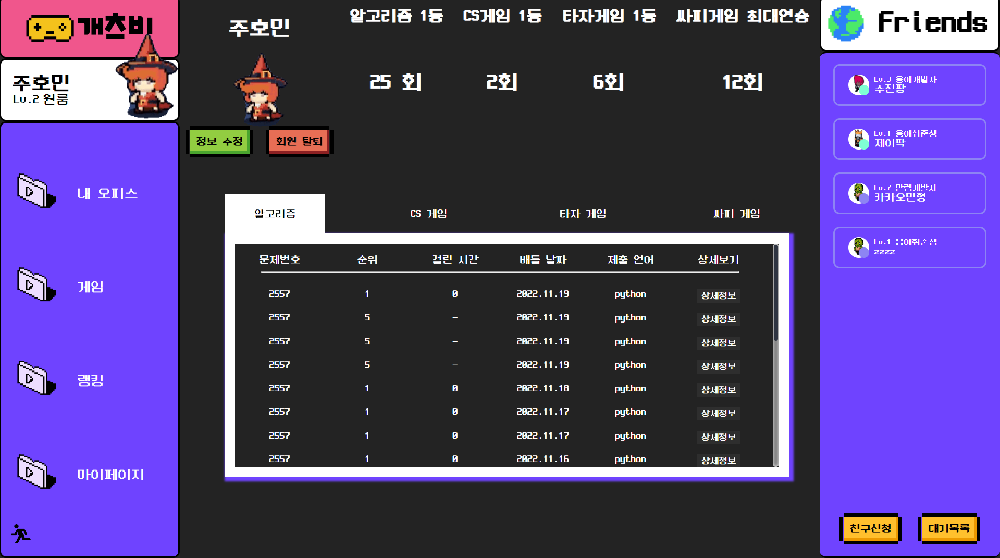 개츠비
주호민
Lv.2 원룸
내 오피스
게임
랭킹
마이페이지
주호민
정보 수정
회원 탈퇴
알고리즘 1등 CS게임 1등 타자게임 1등 싸피게임 최대연승
25 회 2회 6회 12회
알고리즘 CS 게임 타자 게임 싸피 게임
문제번호 순위 걸린 시간 배틀 날짜 제출 언어 상세보기
2557 1 0 2022.11.19 python 상세정보
2557 5 - 2022.11.19 python 상세정보
2557 5 - 2022.11.19 python 상세정보
2557 5 - 2022.11.19 python 상세정보
2557 1 0 2022.11.18 python 상세정보
2557 1 0 2022.11.17 python 상세정보
2557 1 0 2022.11.17 python 상세정보
2557 1 0 2022.11.16 python 상세정보
Friends
Lv.3 응애개발자
수진짱
Lv.1 응애취준생
제이팍
Lv.7 만렙개발자
카카오민형
Lv.1 응애취준생
zzzz
친구신청 대기목록